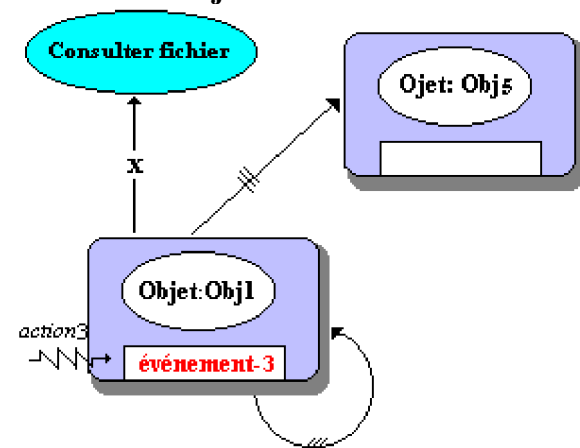 Consulter fichier
Ojet: Obj5
x
Objet:Obj1
action3
événement-3